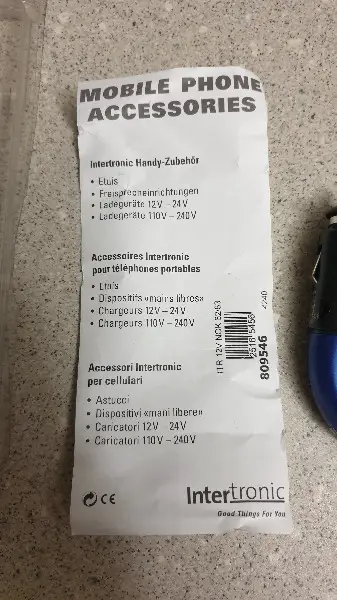 MOBILE PHONE
ACCESSORIES
Intertronic Handy-Zubehör
• Etuis
• Freisprecheinrichtungen
• Ladegeräte 12V – 24V
• Ladegeräte 110V – 240V
Accessoires Intertronic
pour téléphones portables
• Etuis
• Dispositifs «mains libres»
• Chargeurs 12V – 24V
• Chargeurs 110V – 240V
Accessori Intertronic
per cellulari
• Astucci
• Dispositivi «mani libere»
• Caricatori 12V – 24V
• Caricatori 110V – 240V
ITR 12V NOK 82/83
809546
CE
Intertronic
Good Things For You